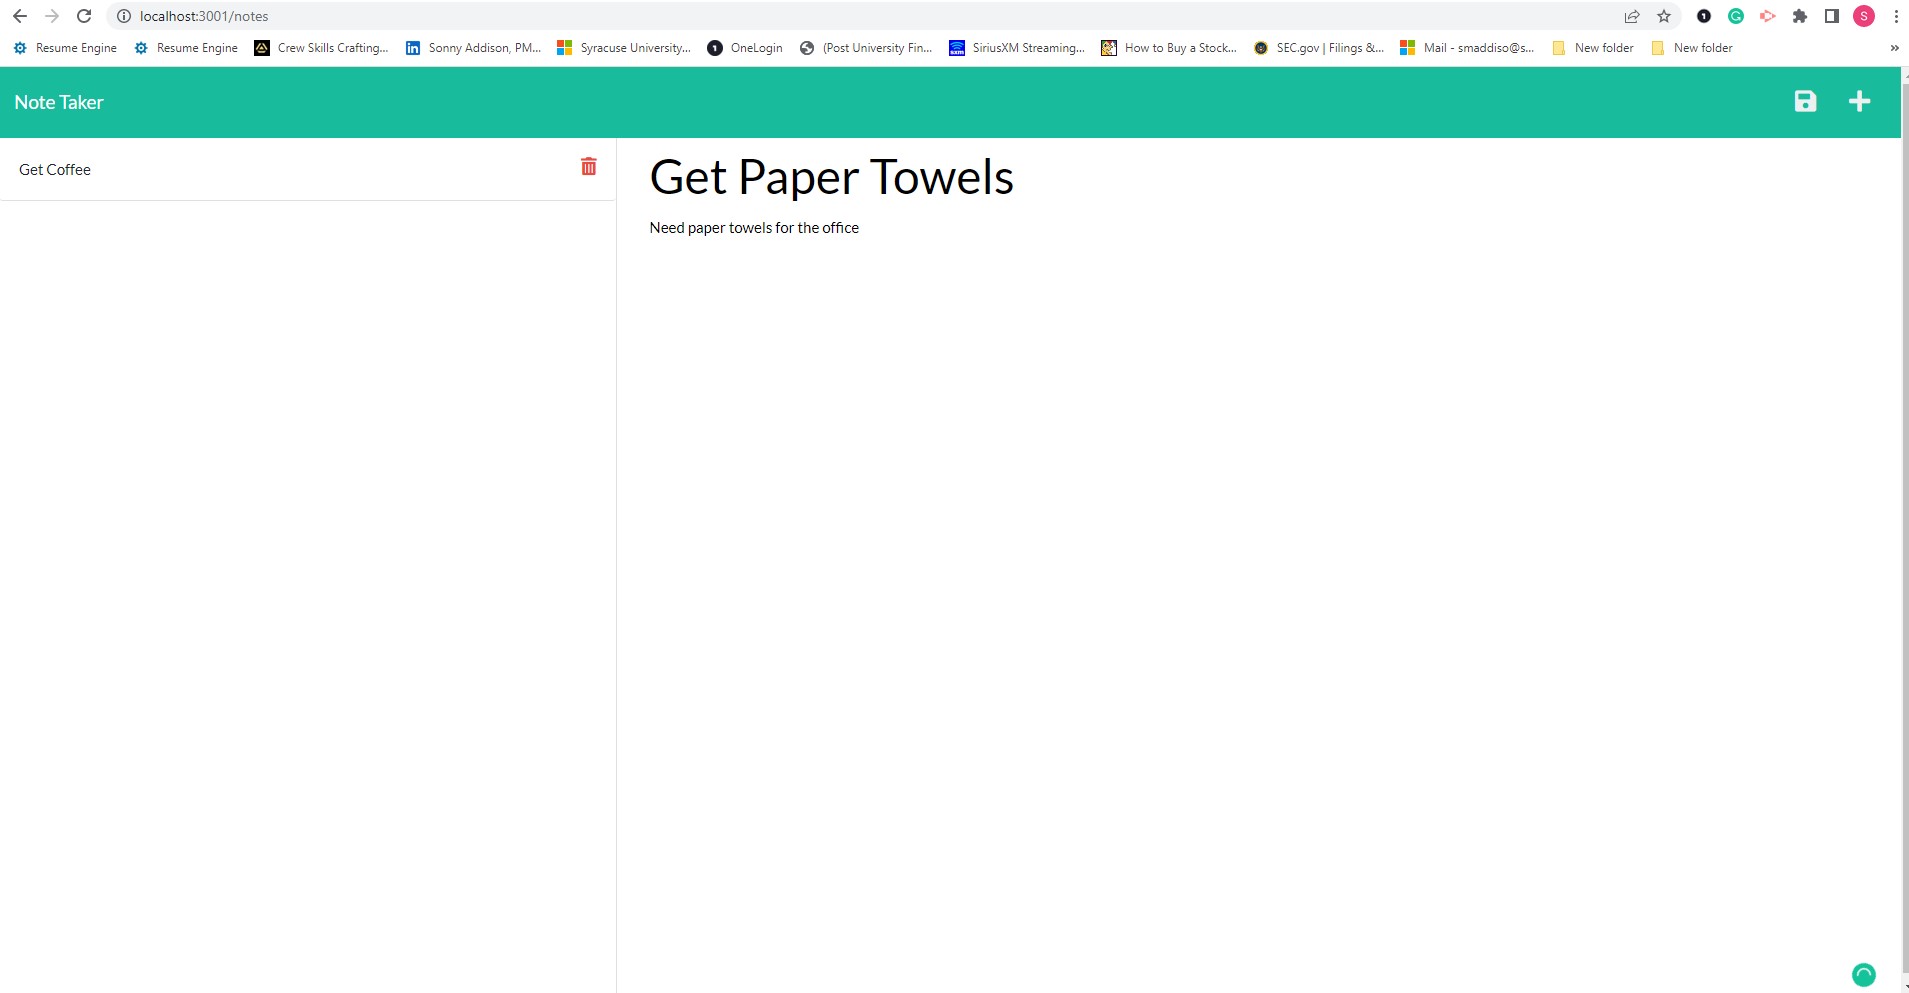 localhost:3001/notes
Resume Engine Resume Engine Crew Skills Crafting... Sonny Addison, PM... Syracuse University... OneLogin (Post University Fin... SiriusXM Streaming... How to Buy a Stock... SEC.gov | Filings &... Mail - smaddiso@s... New folder New folder »
Note Taker
Get Coffee
Get Paper Towels
Need paper towels for the office